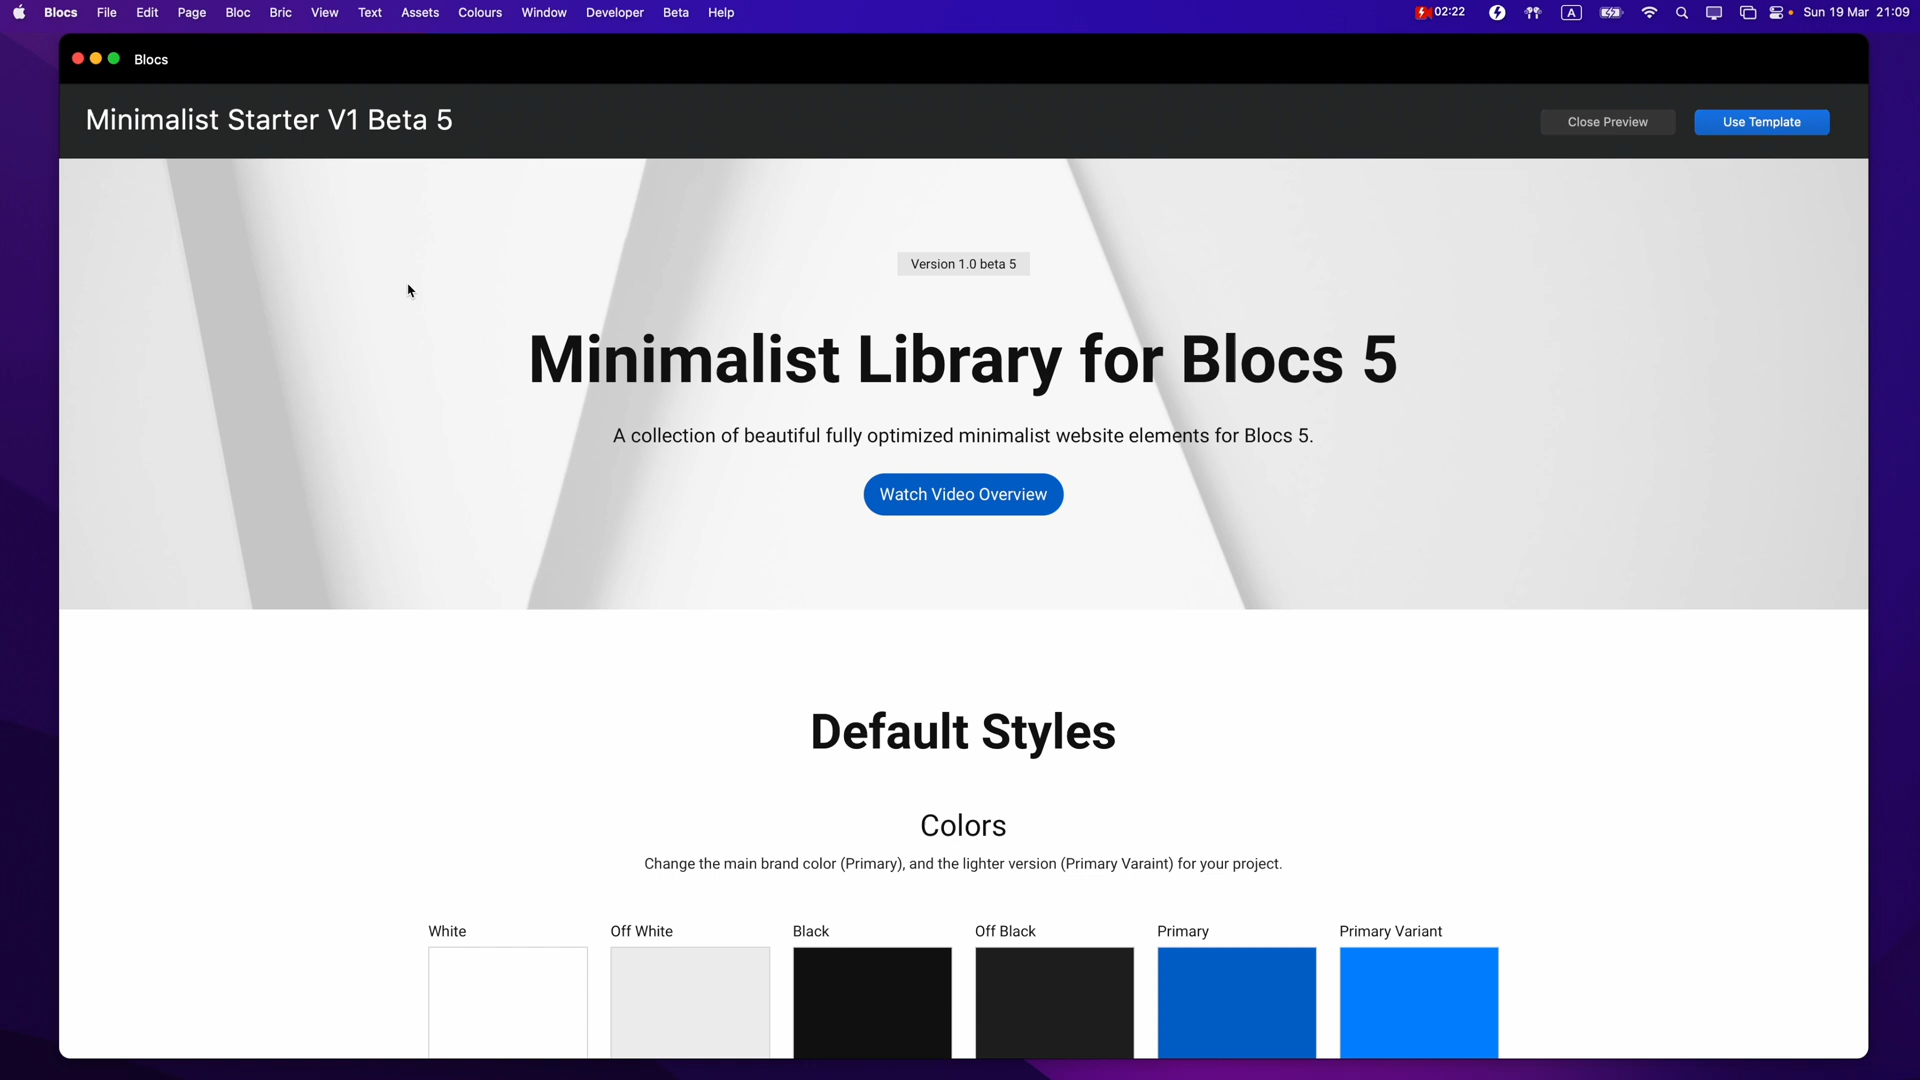 Blocs File Edit Page Bloc Bric View Text Assets Colours Window Developer Beta Help 02:22 A Sun 19 Mar 21:09
Blocs
Minimalist Starter V1 Beta 5
Close Preview
Use Template
Version 1.0 beta 5
Minimalist Library for Blocs 5
A collection of beautiful fully optimized minimalist website elements for Blocs 5.
Watch Video Overview
Default Styles
Colors
Change the main brand color (Primary), and the lighter version (Primary Varaint) for your project.
White Off White Black Off Black Primary Primary Variant